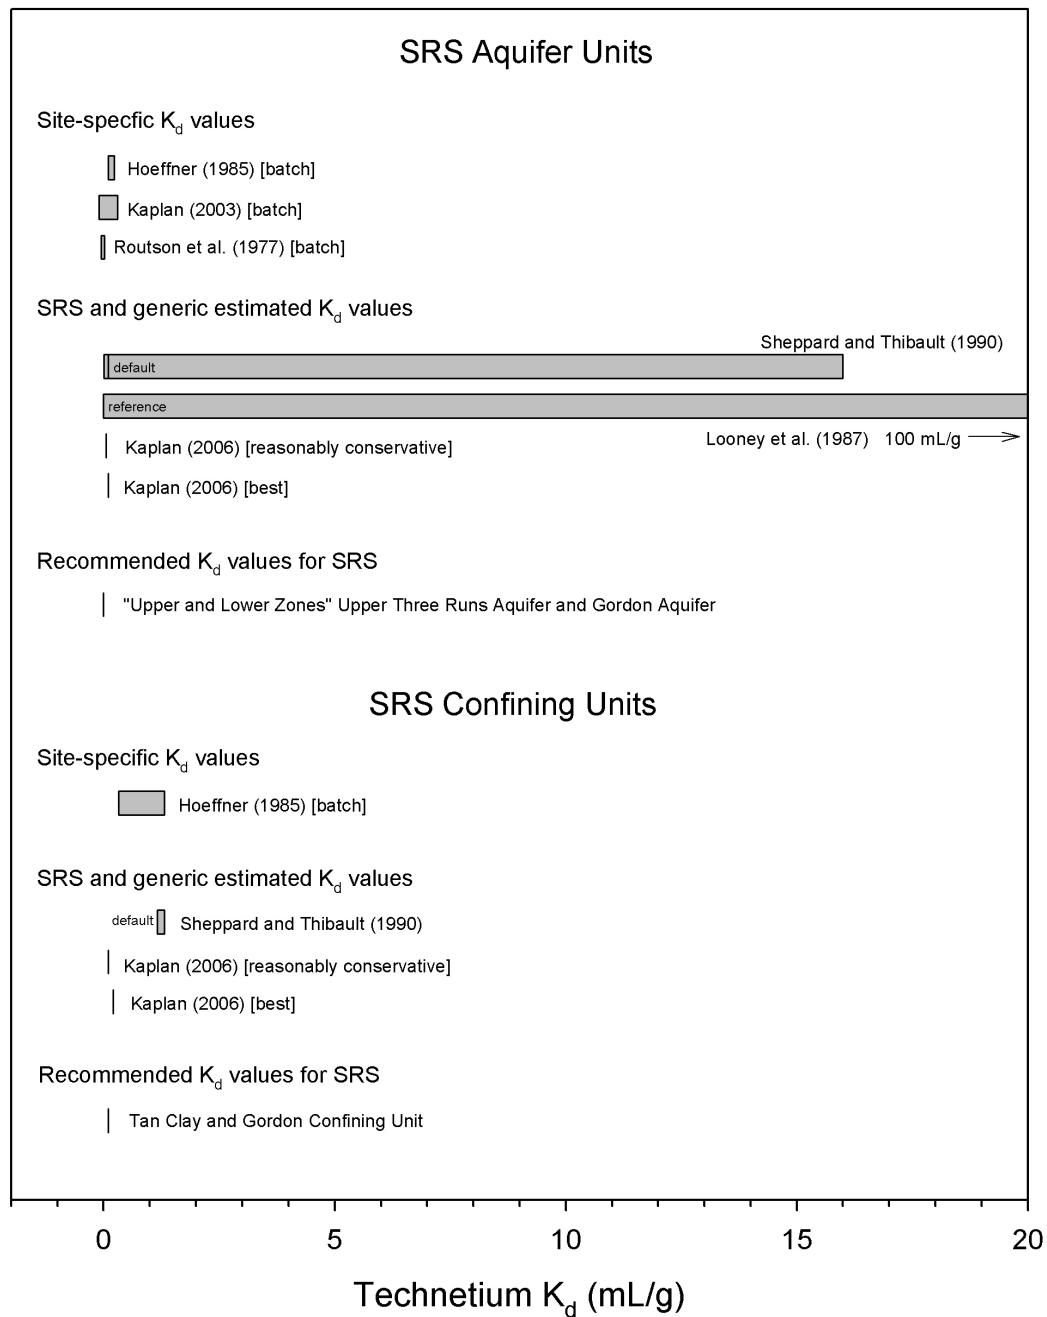 SRS Aquifer Units
Site-specfic Kd values
Hoeffner (1985) [batch]
Kaplan (2003) [batch]
Routson et al. (1977) [batch]
SRS and generic estimated Kd values
Sheppard and Thibault (1990)
default
reference
Looney et al. (1987) 100 mL/g
Kaplan (2006) [reasonably conservative]
Kaplan (2006) [best]
Recommended Kd values for SRS
"Upper and Lower Zones" Upper Three Runs Aquifer and Gordon Aquifer
SRS Confining Units
Site-specific Kd values
Hoeffner (1985) [batch]
SRS and generic estimated Kd values
default Sheppard and Thibault (1990)
Kaplan (2006) [reasonably conservative]
Kaplan (2006) [best]
Recommended Kd values for SRS
Tan Clay and Gordon Confining Unit
0 5 10 15 20
Technetium Kd (mL/g)